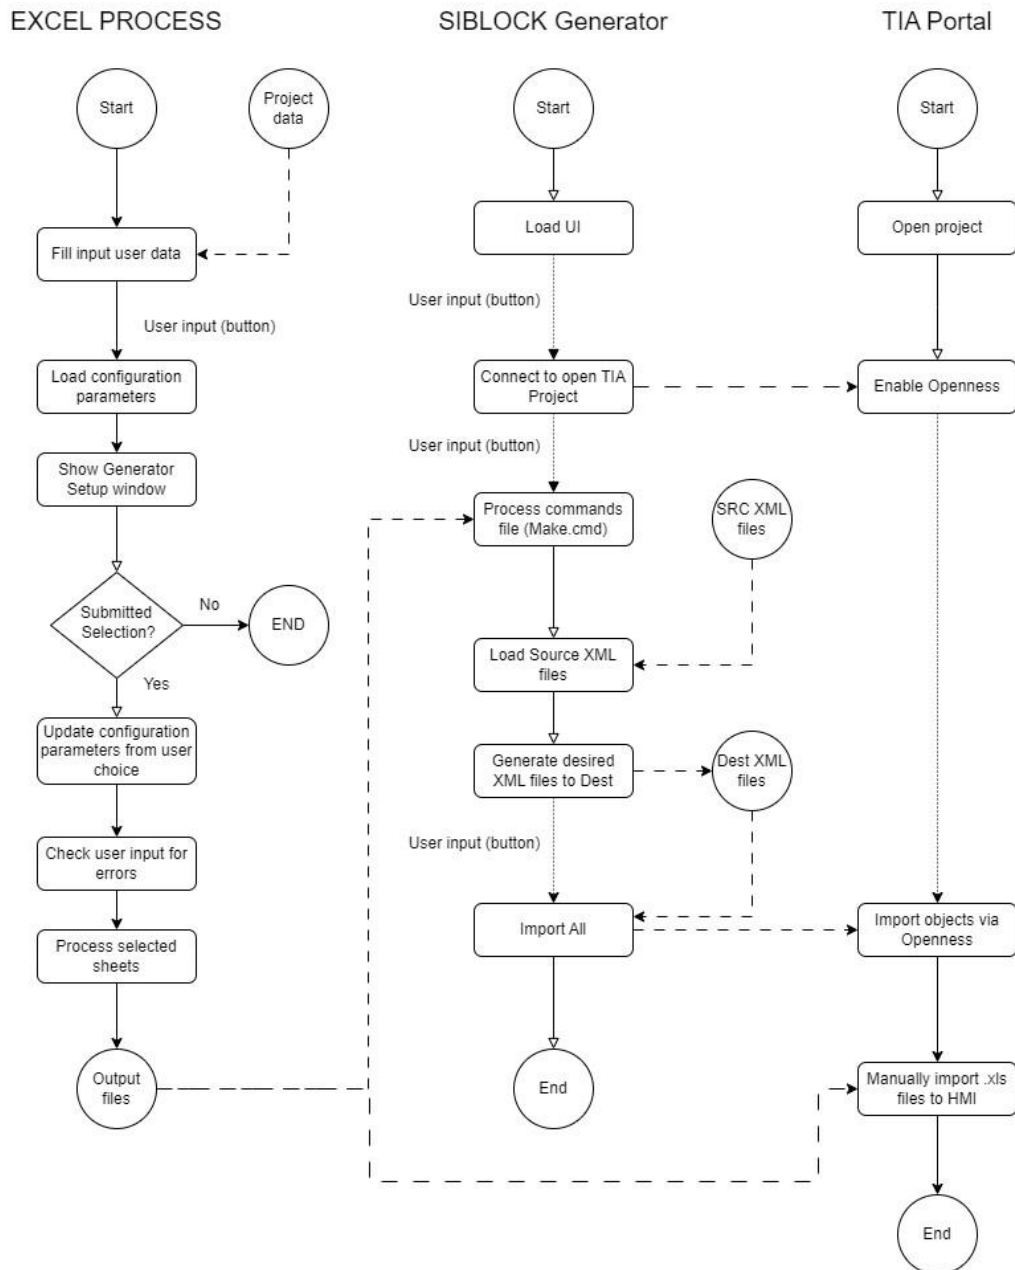 EXCEL PROCESS
SIBLOCK Generator
TIA Portal
Start
Project
data
Start
Start
Fill input user data
Load UI
Open project
User input (button)
User input (button)
Load configuration
parameters
Connect to open TIA
Project
Enable Openness
User input (button)
Show Generator
Setup window
Process commands
file (Make.cmd)
SRC XML
files
Submitted
Selection?
No
END
Yes
Load Source XML
files
Update configuration
parameters from user
choice
Generate desired
XML files to Dest
Dest XML
files
User input (button)
Check user input for
errors
Import All
Import objects via
Openness
Process selected
sheets
Output
files
End
Manually import .xls
files to HMI
End